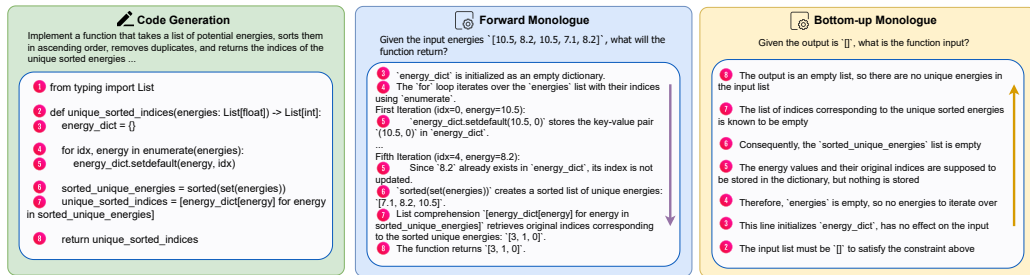 Code Generation
Implement a function that takes a list of potential energies, sorts them
in ascending order, removes duplicates, and returns the indices of the
unique sorted energies ...
1 from typing import List
2 def unique_sorted_indices(energies: List[float]) -> List[int]:
3 energy_dict = {}
4 for idx, energy in enumerate(energies):
5 energy_dict.setdefault(energy, idx)
6 sorted_unique_energies = sorted(set(energies))
7 unique_sorted_indices = [energy_dict[energy] for energy
in sorted_unique_energies]
8 return unique_sorted_indices
Forward Monologue
Given the input energies `[10.5, 8.2, 10.5, 7.1, 8.2]`, what will the
function return?
3 `energy_dict` is initialized as an empty dictionary.
4 The `for` loop iterates over the `energies` list with their indices
using `enumerate`.
First Iteration (idx=0, energy=10.5):
5 `energy_dict.setdefault(10.5, 0)` stores the key-value pair
`(10.5, 0)` in `energy_dict`.
...
Fifth Iteration (idx=4, energy=8.2):
5 Since `8.2` already exists in `energy_dict`, its index is not
updated.
6 `sorted(set(energies))` creates a sorted list of unique energies:
`[7.1, 8.2, 10.5]`.
7 List comprehension `[energy_dict[energy] for energy in
sorted_unique_energies]` retrieves original indices corresponding
to the sorted unique energies: `[3, 1, 0]`.
8 The function returns `[3, 1, 0]`.
Bottom-up Monologue
Given the output is `[]`, what is the function input?
8 The output is an empty list, so there are no unique energies in
the input list
7 The list of indices corresponding to the unique sorted energies
is known to be empty
6 Consequently, the `sorted_unique_energies` list is empty
5 The energy values and their original indices are supposed to
be stored in the dictionary, but nothing is stored
4 Therefore, `energies` is empty, so no energies to iterate over
3 This line initializes `energy_dict`, has no effect on the input
2 The input list must be `[]` to satisfy the constraint above